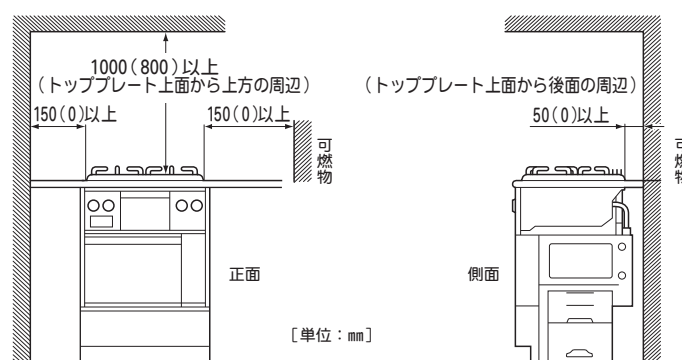 1000(800)以上
(トッププレート上面から上方の周辺)
150(0)以上
150(0)以上
可燃物
正面
(トッププレート上面から後面の周辺)
50(0)以上
可燃物
側面
[単位:㎜]